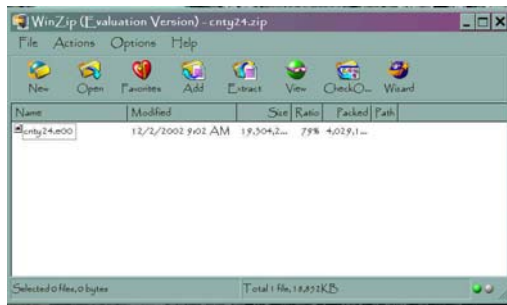 WinZip (Evaluation Version) - cnty24.zip
File Actions Options Help
New Open Favorites Add Extract View CheckO... Wizard
Name Modified Size Ratio Packed Path
cnty24.e00 12/2/2002 9:02 AM 19,304,2... 79% 4,029,1...
Selected 0 files, 0 bytes Total 1 file, 18,852KB